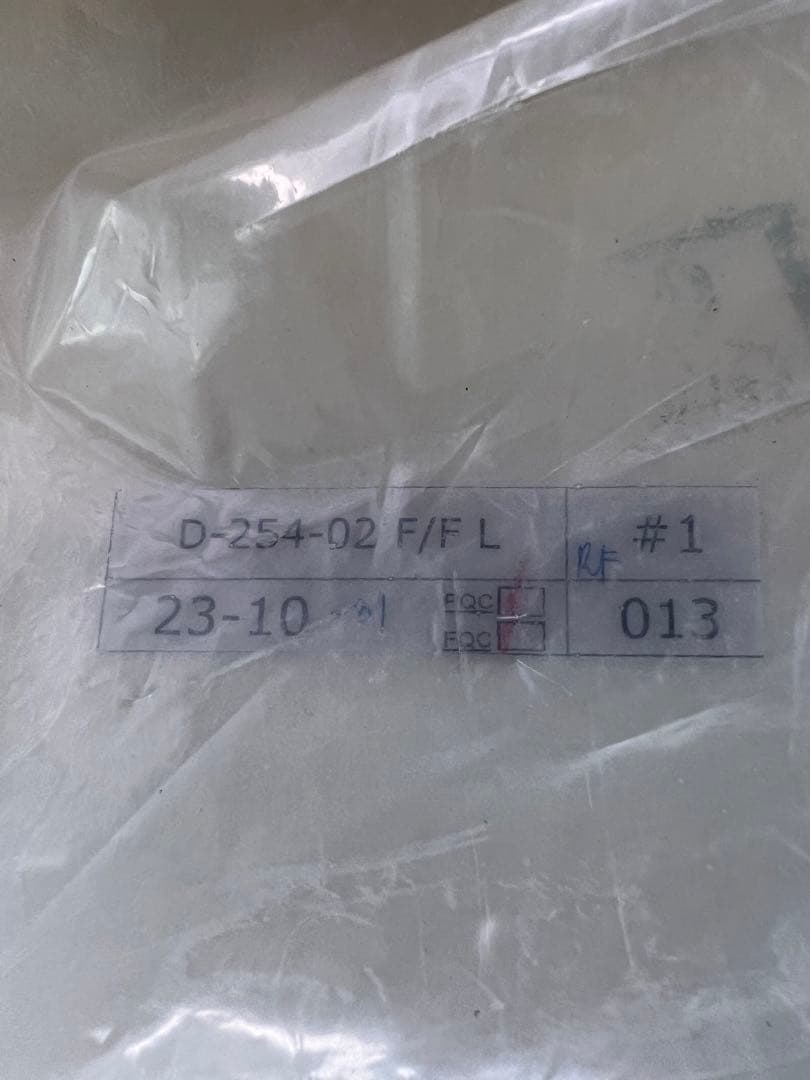 D-254-02 F/F L
RF
#1
23-10
FQC
FQC
013